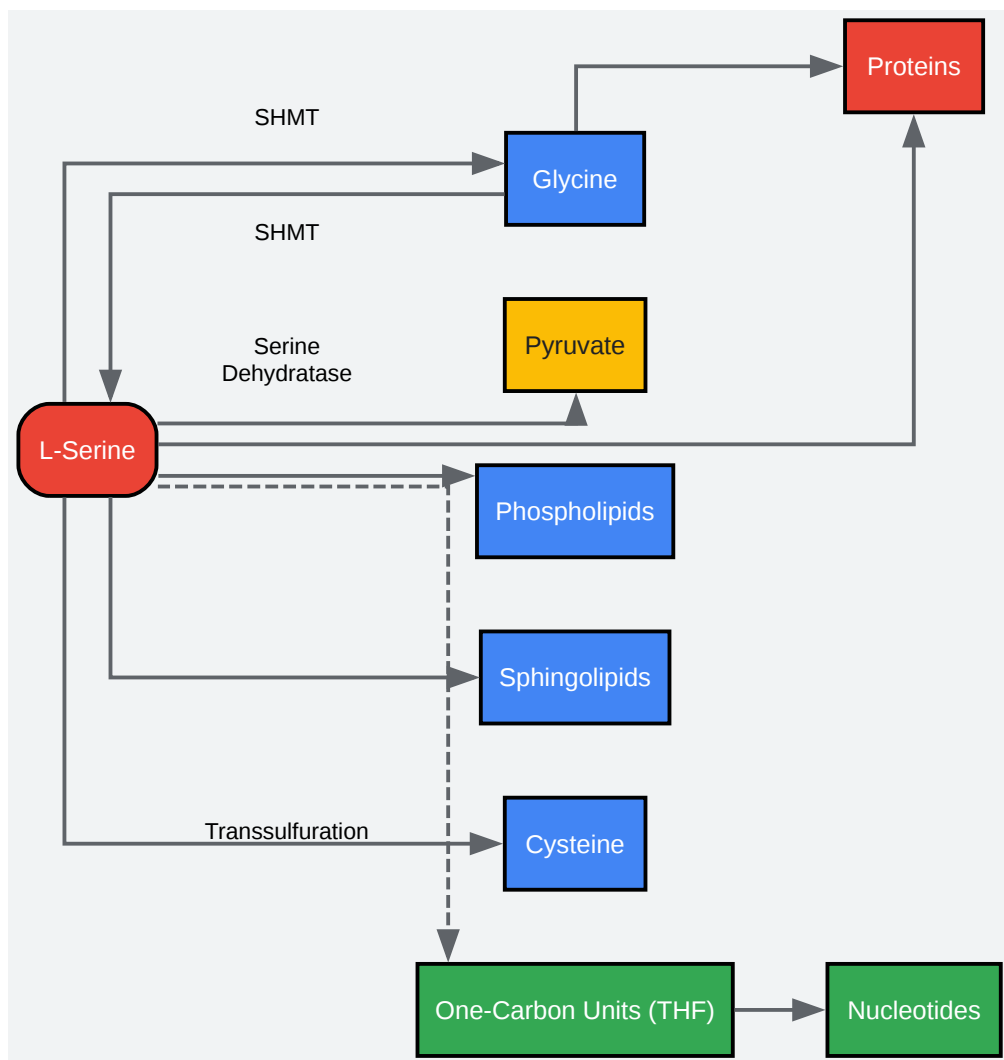 Proteins
SHMT
Glycine
SHMT
Serine
Dehydratase
Pyruvate
L-Serine
Phospholipids
Sphingolipids
Transsulfuration
Cysteine
One-Carbon Units (THF)
Nucleotides